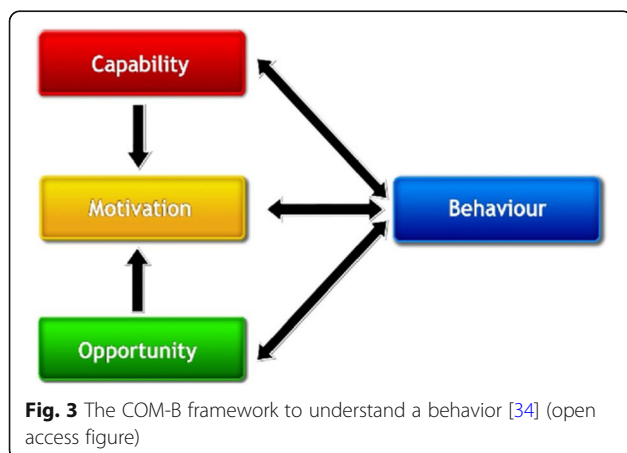 Capability
Motivation
Behaviour
Opportunity
Fig. 3 The COM-B framework to understand a behavior [34] (open
access figure)